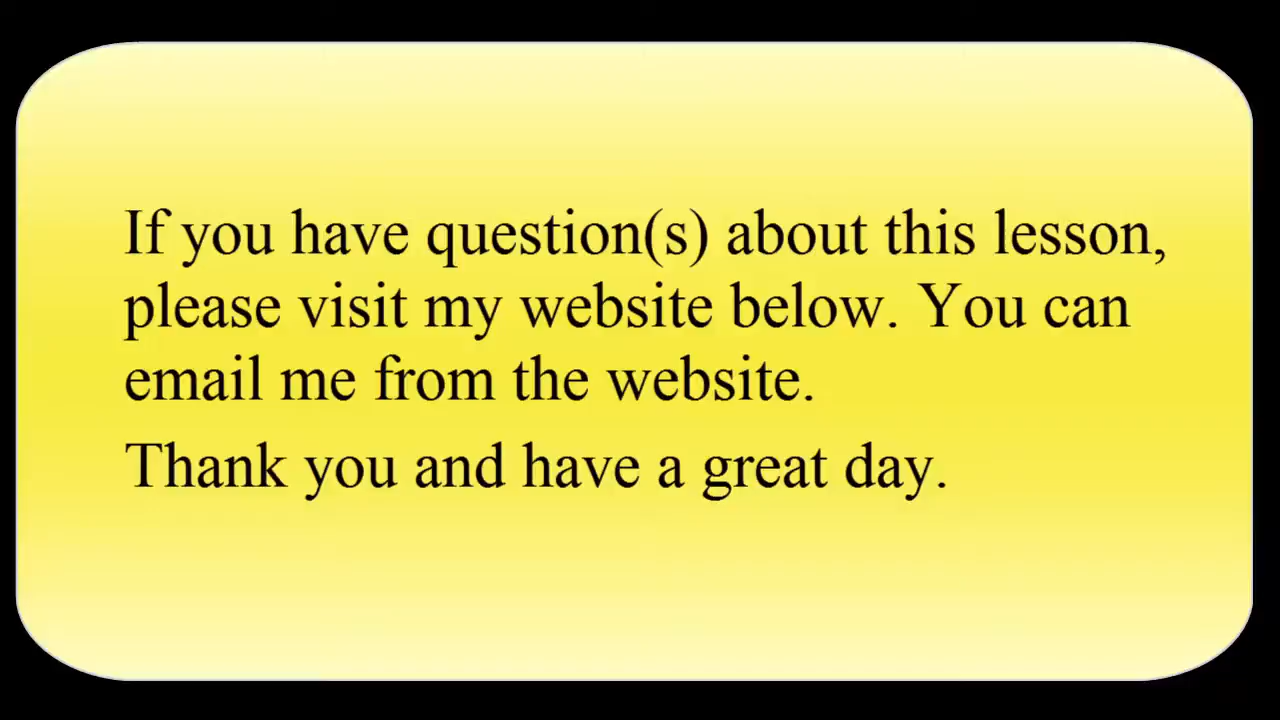 If you have question(s) about this lesson,
please visit my website below. You can
email me from the website.
Thank you and have a great day.